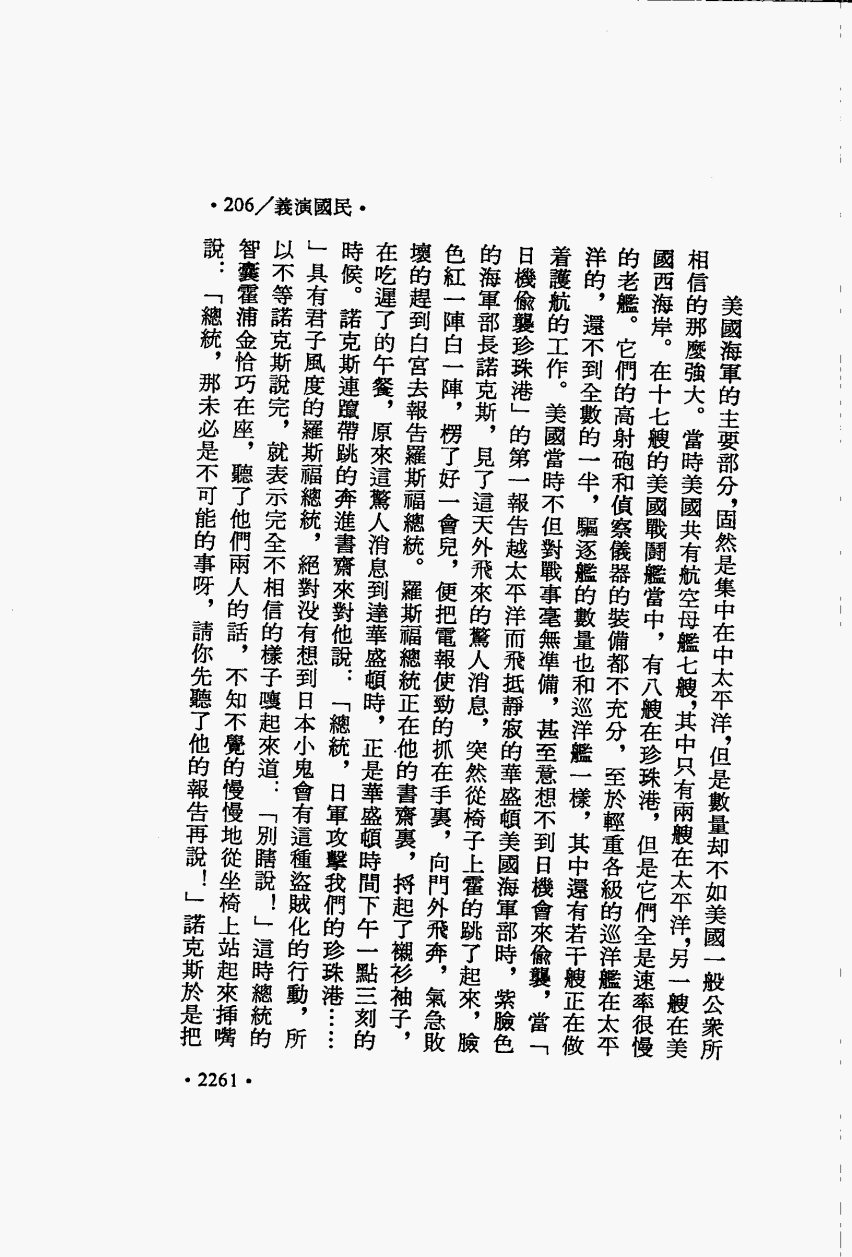 •206／義演國民•
美國海軍的主要部分，固然是集中在中太平洋，但是數量却不如美國一般公衆所
相信的那麼強大。當時美國共有航空母艦七艘，其中只有兩艘在太平洋，另一艘在美
國西海岸。在十七艘的美國戰鬭艦當中，有八艘在珍珠港，但是它們全是速率很慢
的老艦。它們的高射砲和偵察儀器的裝備都不充分，至於輕重各級的巡洋艦在太平
洋的，還不到全數的一半，驅逐艦的數量也和巡洋艦一樣，其中還有若干艘正在做
着護航的工作。美國當時不但對戰事毫無準備，甚至意想不到日機會來偷襲，當「
日機偷襲珍珠港」的第一報告越太平洋而飛抵靜寂的華盛頓美國海軍部時，紫臉色
的海軍部長諾克斯，見了這天外飛來的驚人消息，突然從椅子上霍的跳了起來，臉
色紅一陣白一陣，楞了好一會兒，便把電報使勁的抓在手裏，向門外飛奔，氣急敗
壞的趕到白宮去報告羅斯福總統。羅斯福總統正在他的書齋裏，捋起了襯衫袖子，
在吃遲了的午餐，原來這驚人消息到達華盛頓時，正是華盛頓時間下午一點三刻的
時候。諾克斯連躥帶跳的奔進書齋來對他說：「總統，日軍攻擊我們的珍珠港……
」具有君子風度的羅斯福總統，絕對没有想到日本小鬼會有這種盜賊化的行動，所
以不等諾克斯說完，就表示完全不相信的樣子嚷起來道：「別瞎說！」這時總統的
智囊霍浦金恰巧在座，聽了他們兩人的話，不知不覺的慢慢地從坐椅上站起來揷嘴
說：「總統，那未必是不可能的事呀，請你先聽了他的報告再說！」諾克斯於是把
•2261•